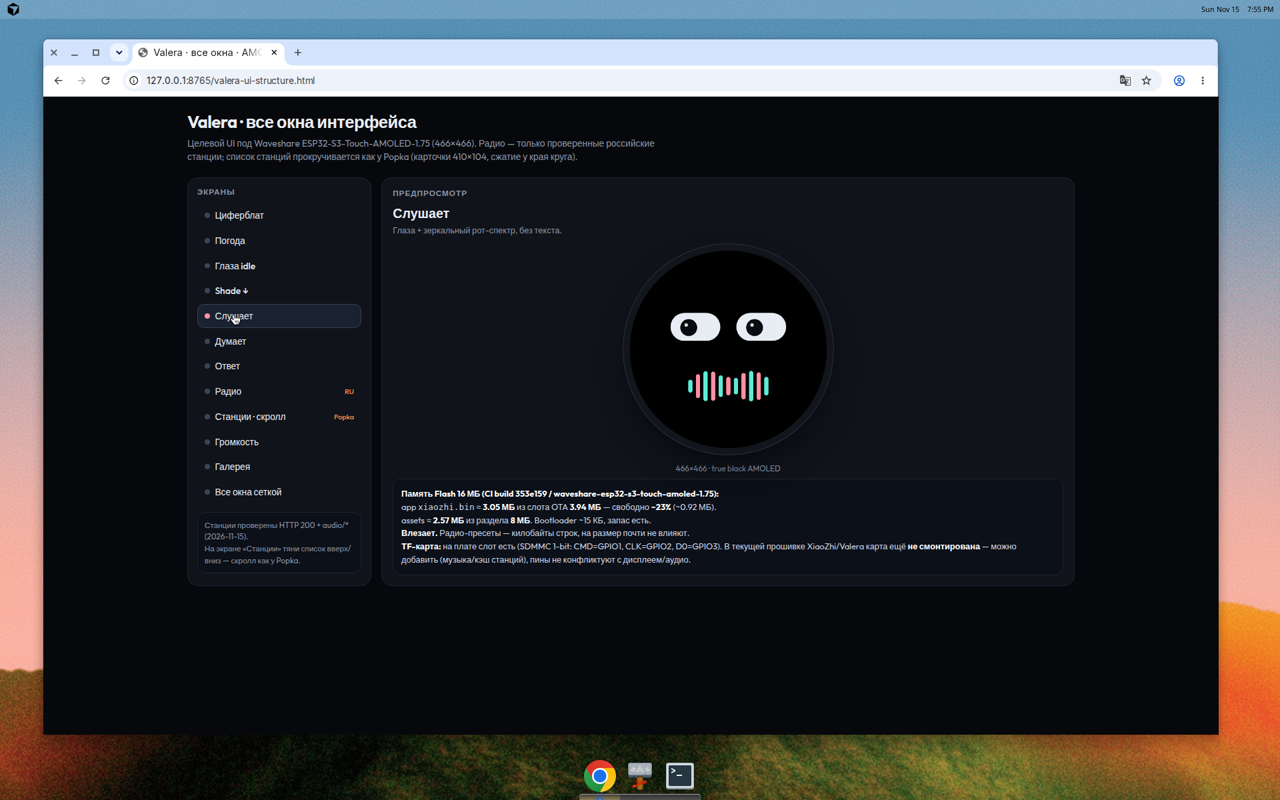 Sun Nov 15 7:55 PM
Valera · все окна · AMC
127.0.0.1:8765/valera-ui-structure.html
Valera · все окна интерфейса
Целевой UI под Waveshare ESP32-S3-Touch-AMOLED-1.75 (466×466). Радио — только проверенные российские
станции; список станций прокручивается как у Popka (карточки 410×104, сжатие у края круга).
ЭКРАНЫ
Циферблат
Погода
Глаза idle
Shade ↓
Слушает
Думает
Ответ
Радио RU
Станции · скролл Popka
Громкость
Галерея
Все окна сеткой
Станции проверены HTTP 200 + audio/*
(2026-11-15).
На экране «Станции» тяни список вверх/
вниз — скролл как у Popka.
ПРЕДПРОСМОТР
Слушает
Глаза + зеркальный рот-спектр, без текста.
466×466 · true black AMOLED
Память Flash 16 МБ (CI build 353e159 / waveshare-esp32-s3-touch-amoled-1.75):
app xiaozhi.bin ≈ 3.05 МБ из слота OTA 3.94 МБ — свободно ~23% (~0.92 МБ).
assets ≈ 2.57 МБ из раздела 8 МБ. Bootloader ~15 КБ, запас есть.
Влезает. Радио-пресеты — килобайты строк, на размер почти не влияют.
TF-карта: на плате слот есть (SDMMC 1-bit: CMD=GPIO1, CLK=GPIO2, D0=GPIO3). В текущей прошивке XiaoZhi/Valera карта ещё не смонтирована — можно
добавить (музыка/кэш станций), пины не конфликтуют с дисплеем/аудио.